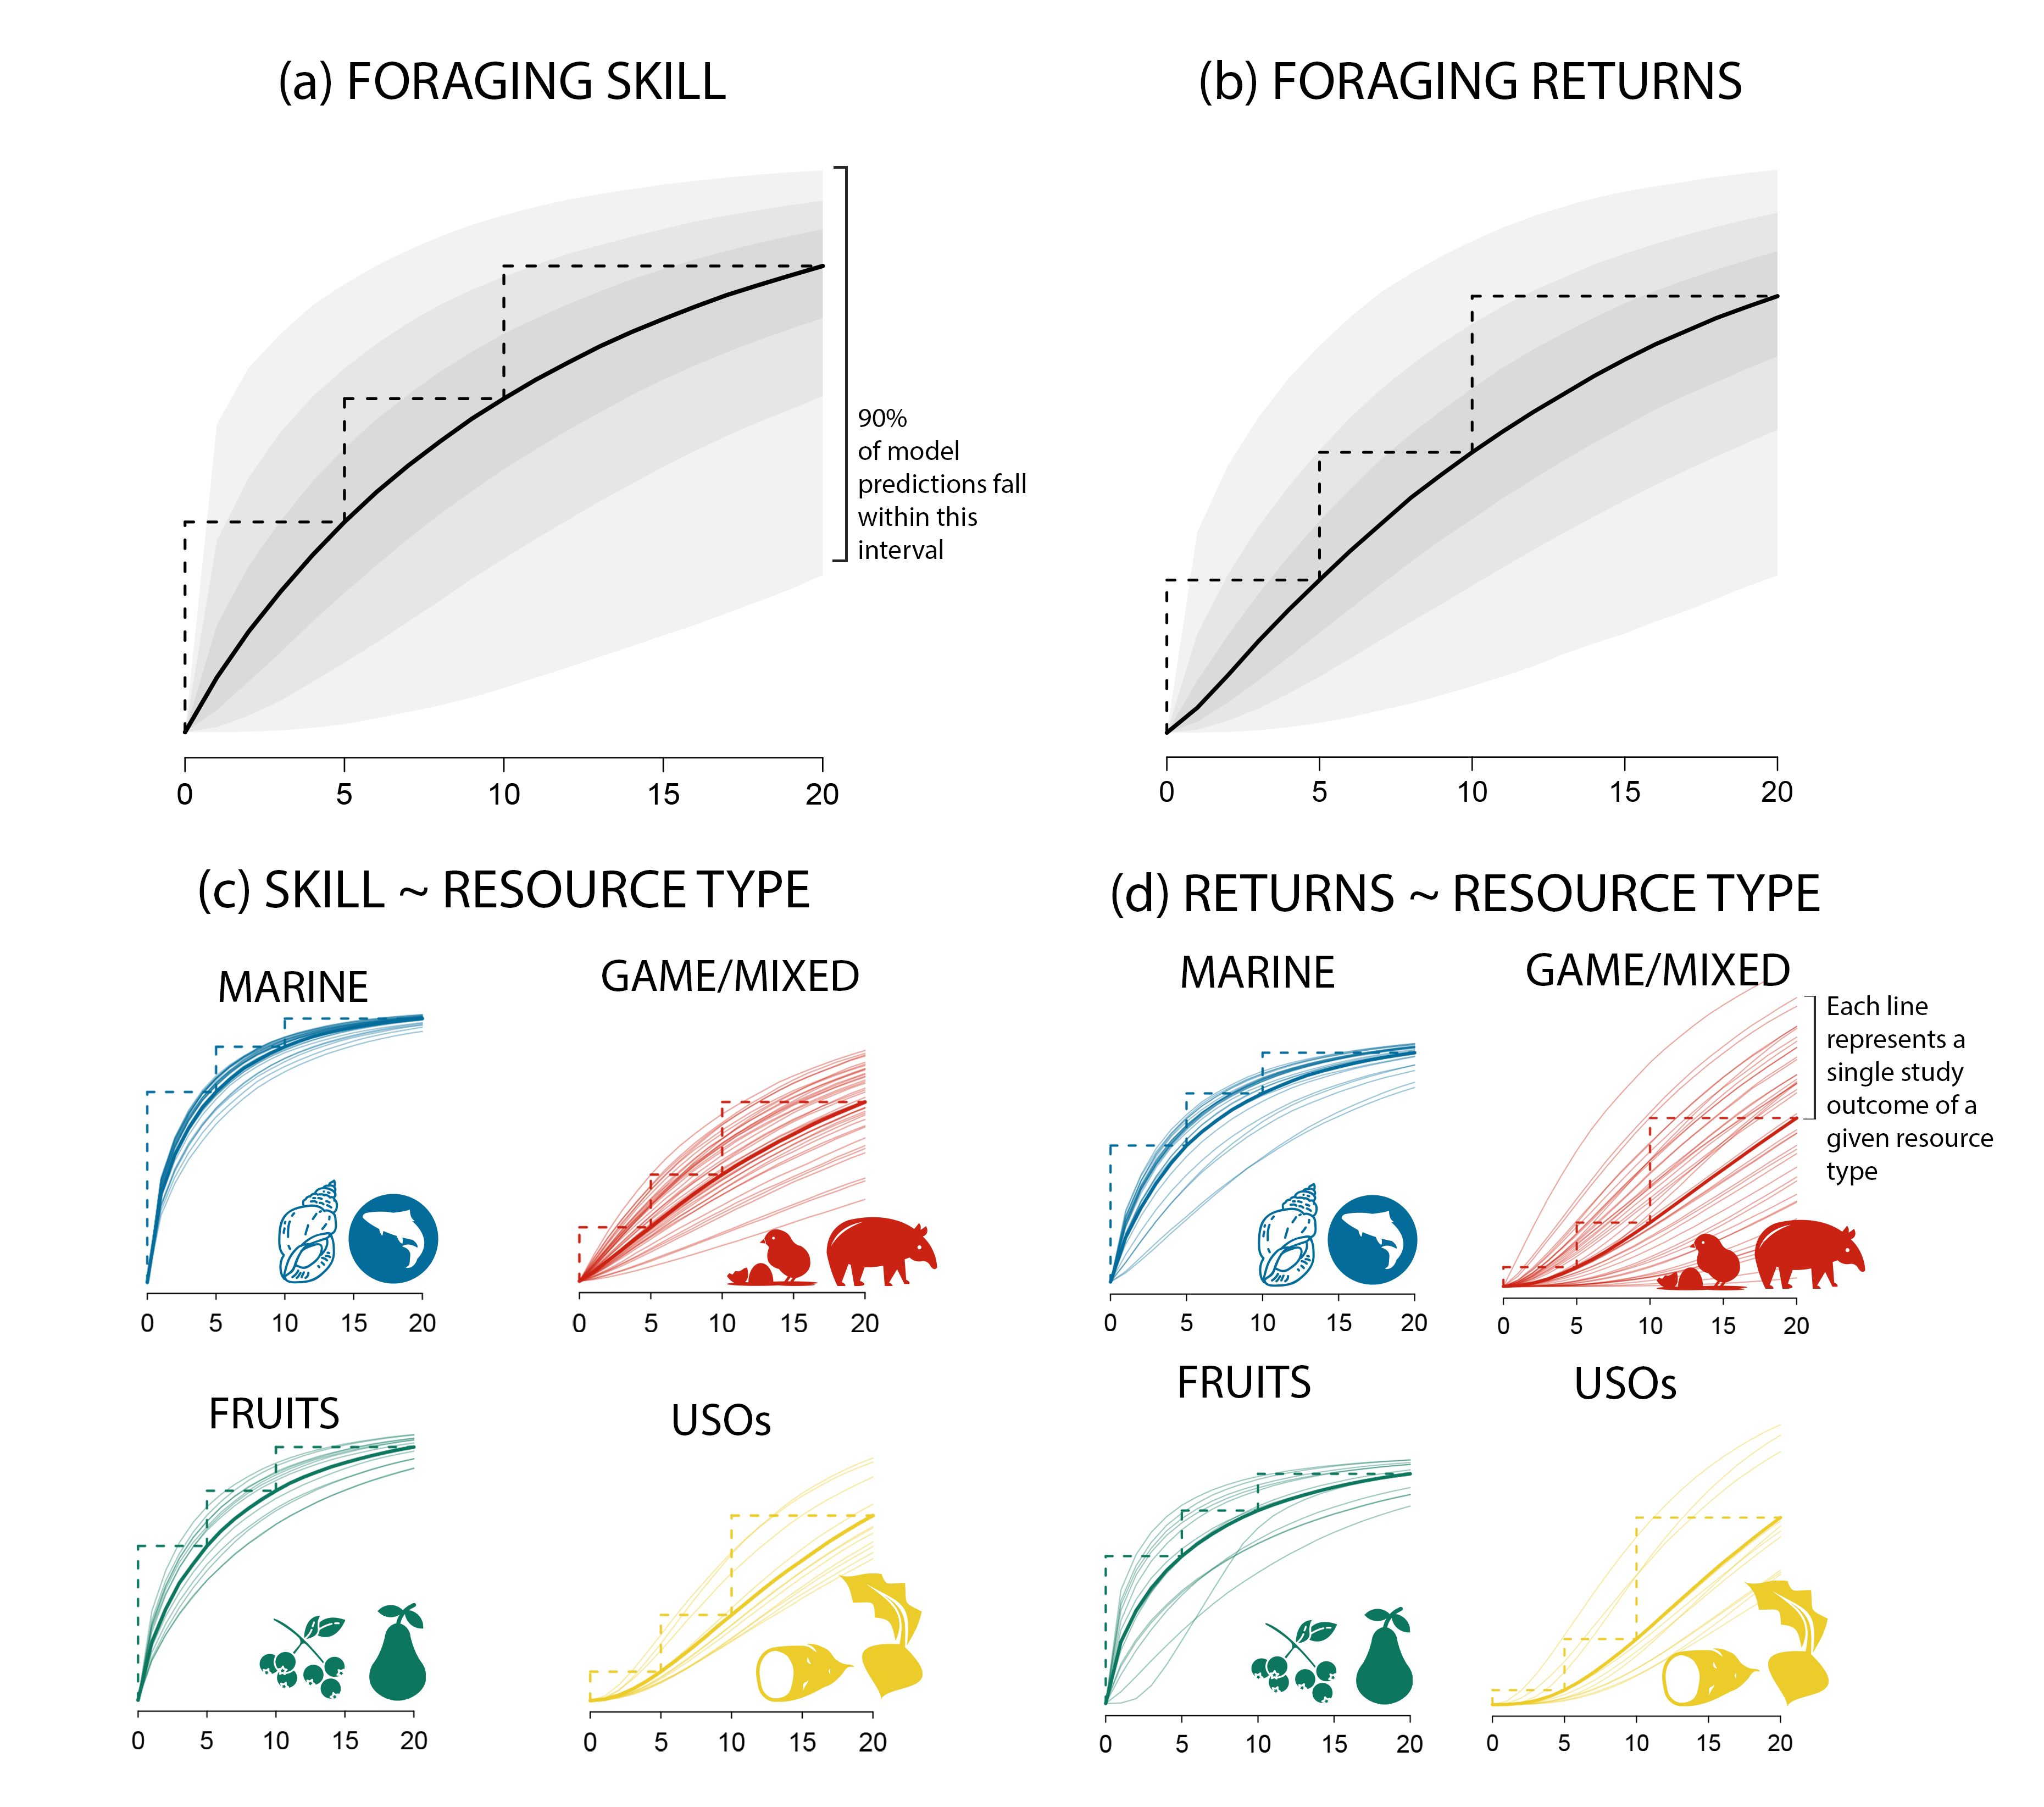 (a) FORAGING SKILL
(b) FORAGING RETURNS
90%
of model
predictions fall
within this
interval
0 5 10 15 20
0 5 10 15 20
(c) SKILL ~ RESOURCE TYPE
(d) RETURNS ~ RESOURCE TYPE
MARINE
GAME/MIXED
MARINE
GAME/MIXED
Each line
represents a
single study
outcome of a
given resource
type
0 5 10 15 20
0 5 10 15 20
0 5 10 15 20
0 5 10 15 20
FRUITS
USOs
FRUITS
USOs
0 5 10 15 20
0 5 10 15 20
0 5 10 15 20
0 5 10 15 20